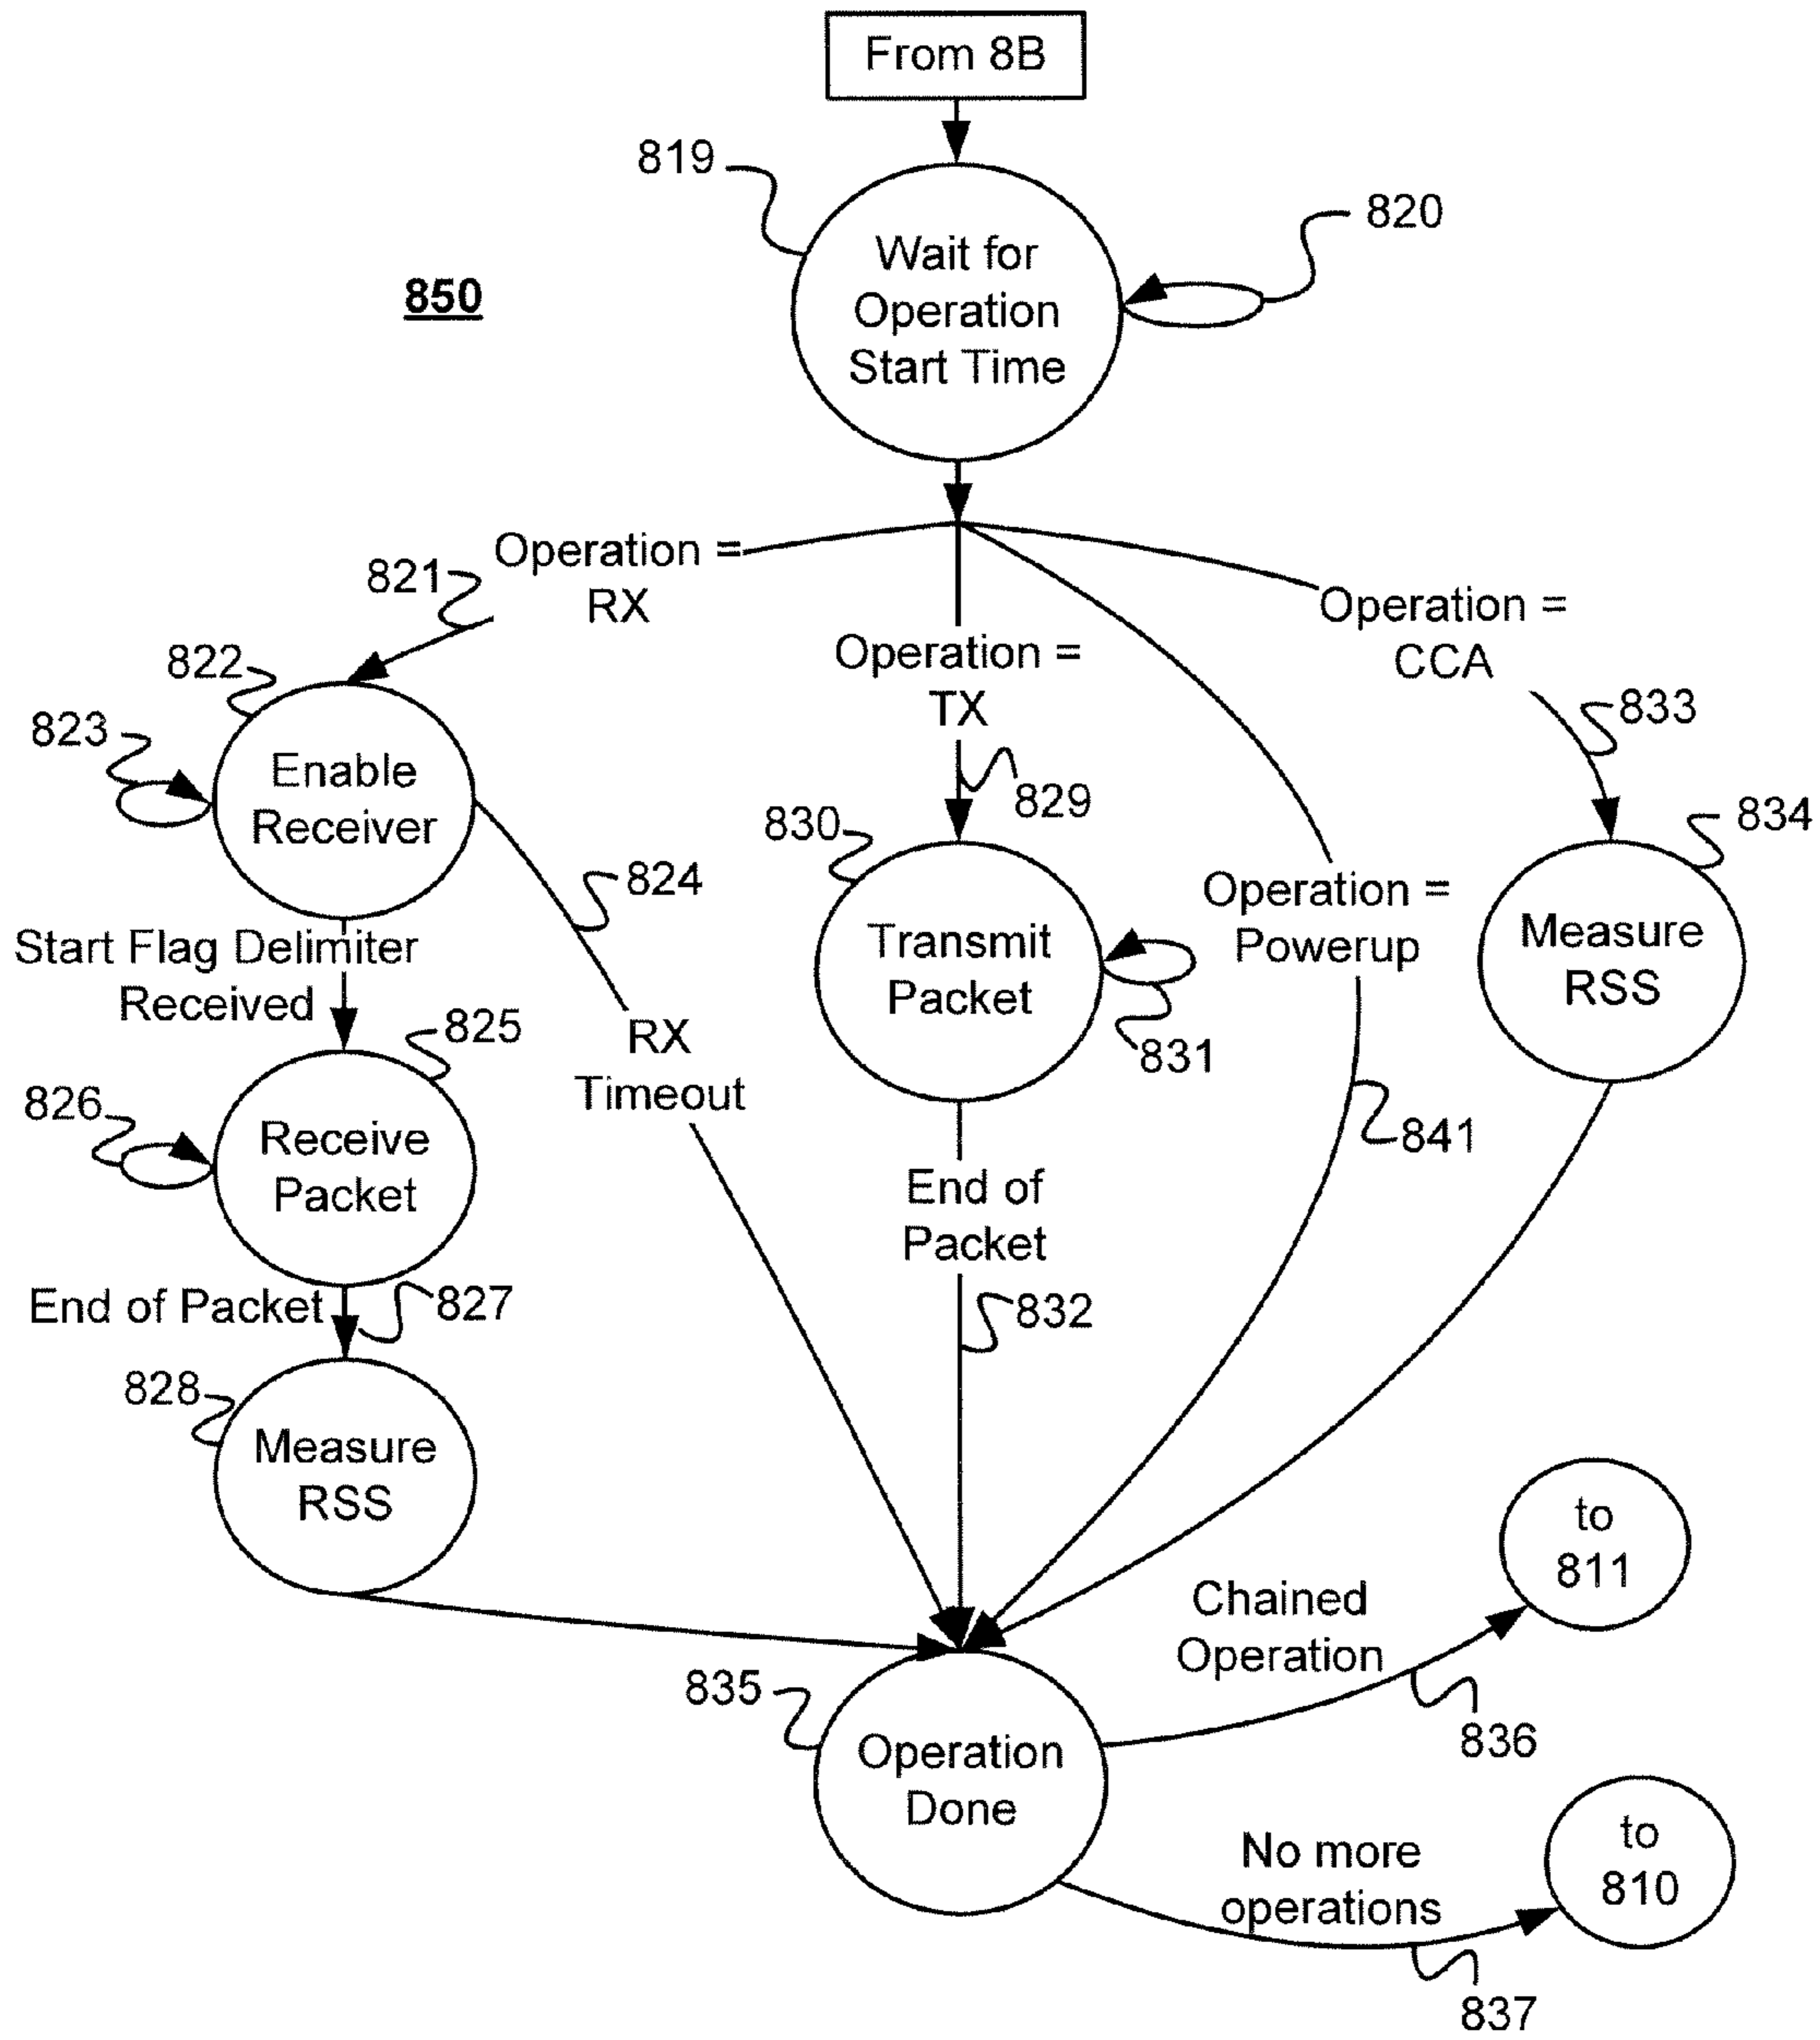 From 8B
819
Wait for
Operation
Start Time
820
850
Operation =
RX
821
Operation =
CCA
Operation =
TX
822
823
Enable
Receiver
833
829
830
834
824
Operation =
Powerup
Transmit
Packet
Measure
RSS
Start Flag Delimiter
Received
825
RX
Timeout
831
826
Receive
Packet
841
End of
Packet
End of Packet
827
832
828
Measure
RSS
to
811
Chained
Operation
835
836
Operation
Done
No more
operations
to
810
837